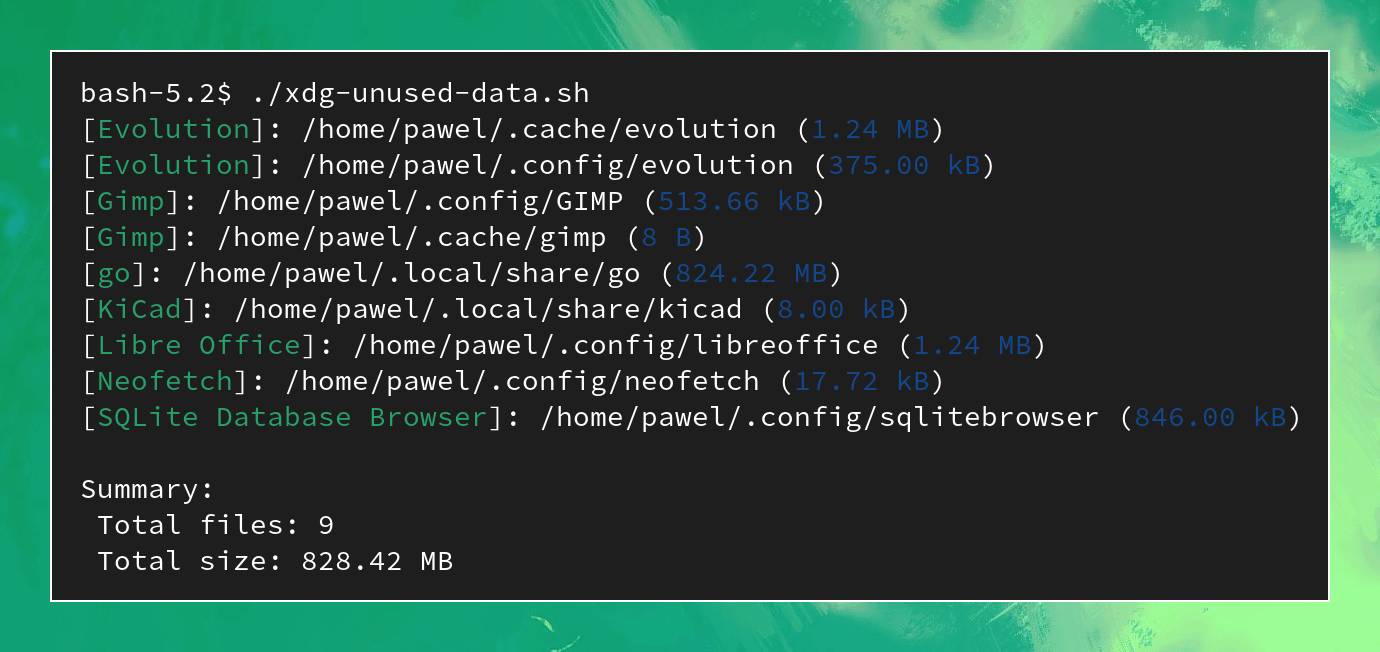 bash-5.2$ ./xdg-unused-data.sh
[Evolution]: /home/pawel/.cache/evolution (1.24 MB)
[Evolution]: /home/pawel/.config/evolution (375.00 kB)
[Gimp]: /home/pawel/.config/GIMP (513.66 kB)
[Gimp]: /home/pawel/.cache/gimp (8 B)
[go]: /home/pawel/.local/share/go (824.22 MB)
[KiCad]: /home/pawel/.local/share/kicad (8.00 kB)
[Libre Office]: /home/pawel/.config/libreoffice (1.24 MB)
[Neofetch]: /home/pawel/.config/neofetch (17.72 kB)
[SQLite Database Browser]: /home/pawel/.config/sqlitebrowser (846.00 kB)
Summary:
Total files: 9
Total size: 828.42 MB